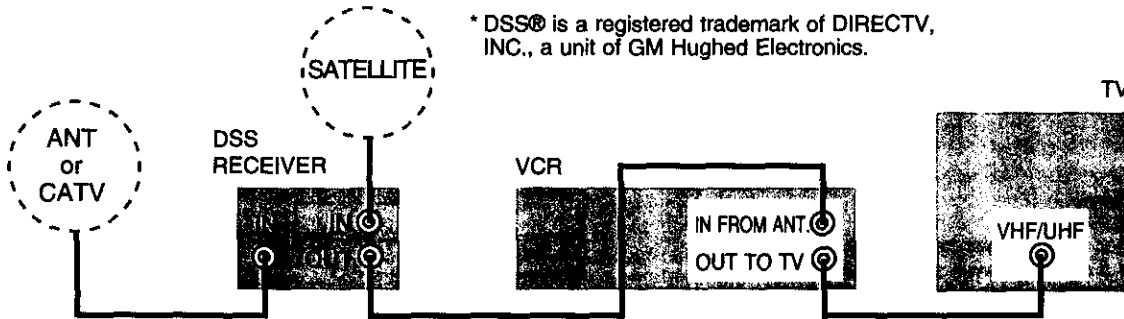 * DSS® is a registered trademark of DIRECTV,
INC., a unit of GM Hughed Electronics.
SATELLITE
TV
ANT
or
CATV
DSS
RECEIVER
VCR
IN IN
OUT
IN FROM ANT.
OUT TO TV
VHF/UHF